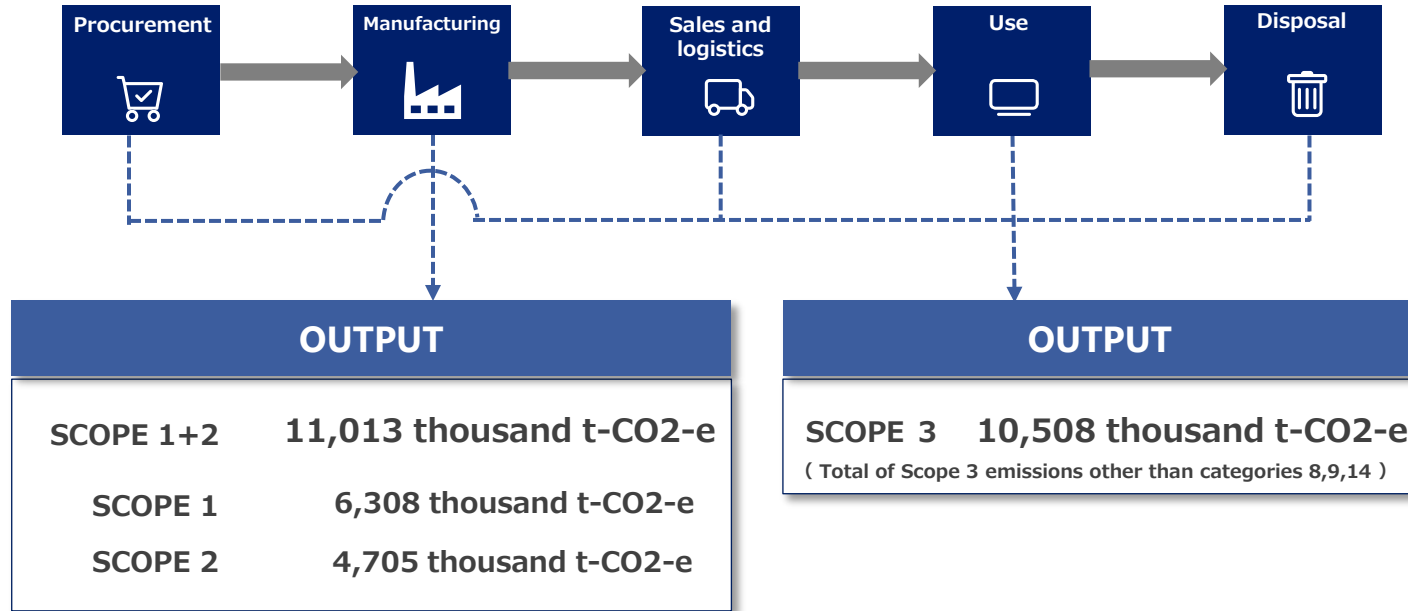 Procurement
Manufacturing
Sales and
logistics
Use
Disposal
OUTPUT
SCOPE 1+2 11,013 thousand t-CO2-e
SCOPE 1 6,308 thousand t-CO2-e
SCOPE 2 4,705 thousand t-CO2-e
OUTPUT
SCOPE 3 10,508 thousand t-CO2-e
( Total of Scope 3 emissions other than categories 8,9,14 )